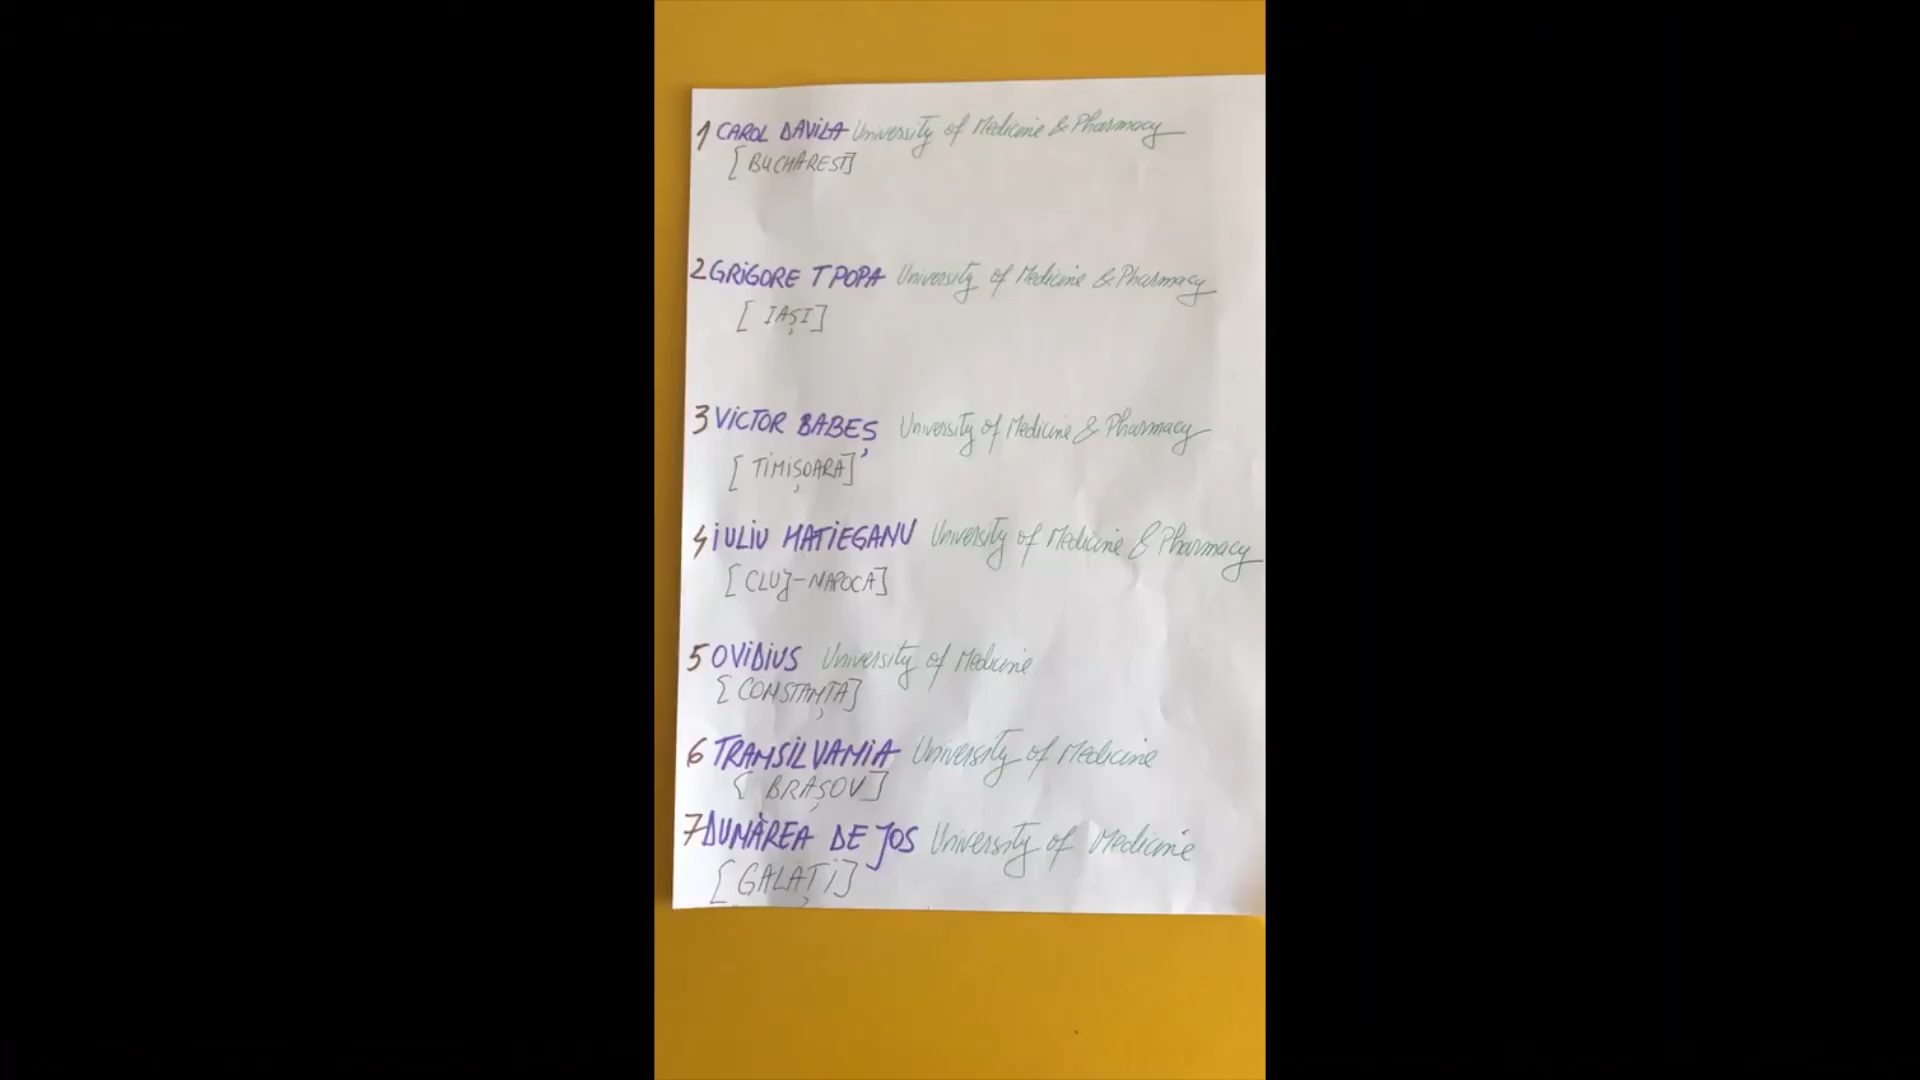 1 CAROL DAVILA University of Medicine & Pharmacy
[BUCHAREST]
2 GRIGORE T POPA University of Medicine & Pharmacy
[IAȘI]
3 VICTOR BABEȘ University of Medicine & Pharmacy
[TIMIȘOARA]
4 IULIU HATIEGANU University of Medicine & Pharmacy
[CLUJ-NAPOCA]
5 OVIDIUS University of Medicine
[CONSTANȚA]
6 TRANSILVANIA University of Medicine
[BRAȘOV]
7 DUNĂREA DE JOS University of Medicine
[GALAȚI]